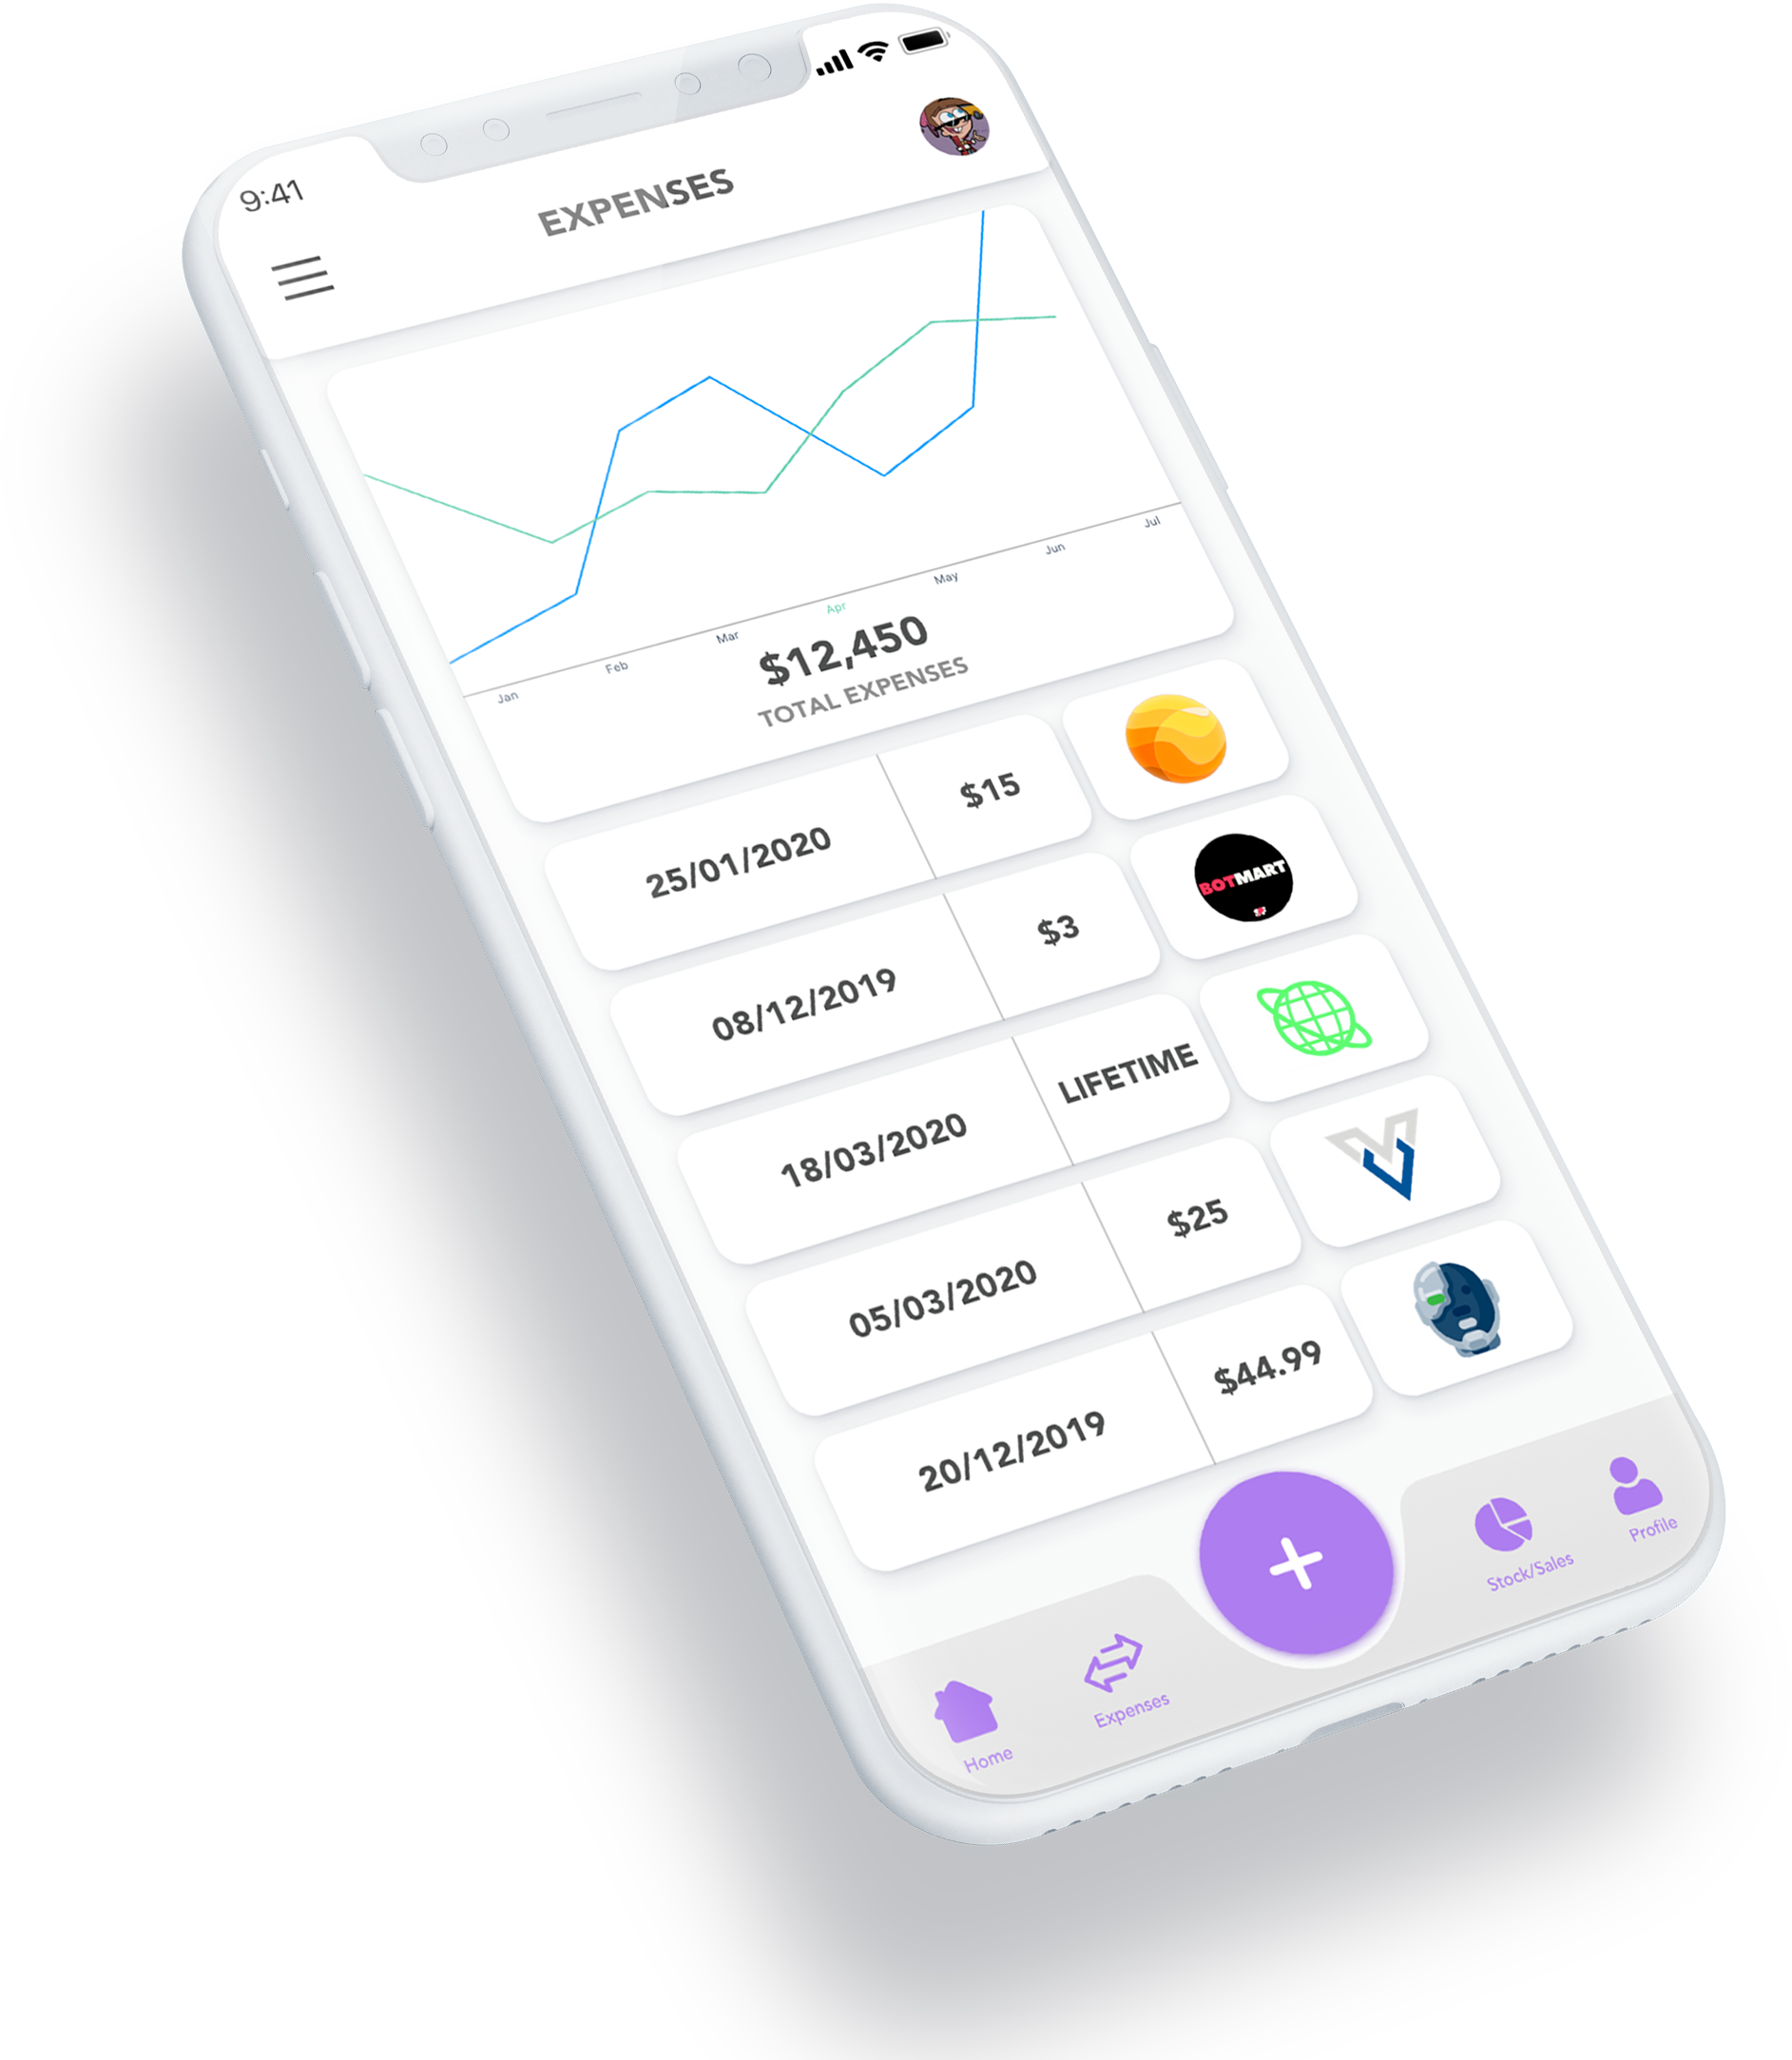 9:41
EXPENSES
Jan
Feb
Mar
Apr
May
Jun
Jul
$12,450
TOTAL EXPENSES
25/01/2020
$15
08/12/2019
$3
BOTMART
18/03/2020
LIFETIME
05/03/2020
$25
20/12/2019
$44.99
Home
Expenses
+
Stock/Sales
Profile